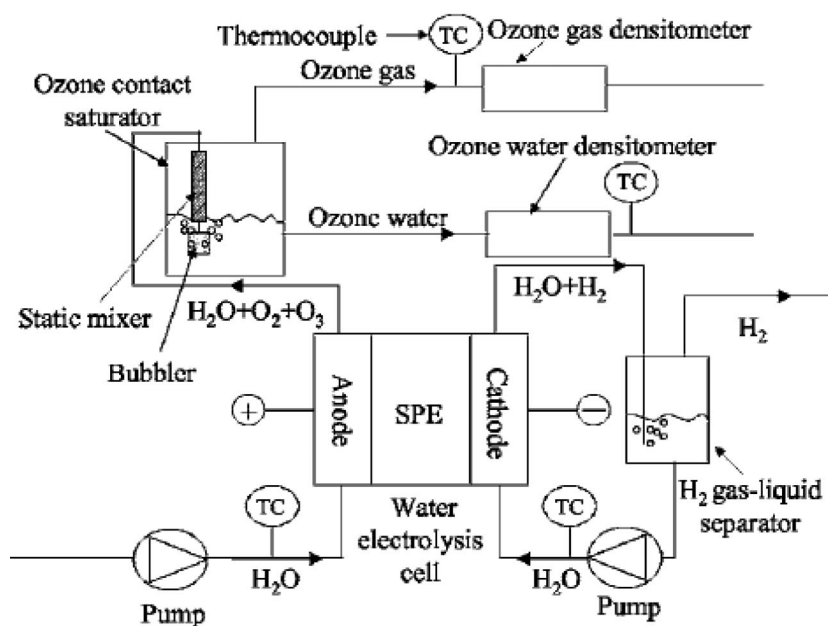 Thermocouple
TC
Ozone gas densitometer
Ozone gas
Ozone contact
saturator
Ozone water densitometer
TC
Ozone water
H₂O+O₂+O₃
H₂O+H₂
H₂
Static mixer
Bubbler
Anode
SPE
Cathode
+
−
H₂ gas-liquid
separator
TC
Water
electrolysis
cell
TC
H₂O
H₂O
Pump
Pump